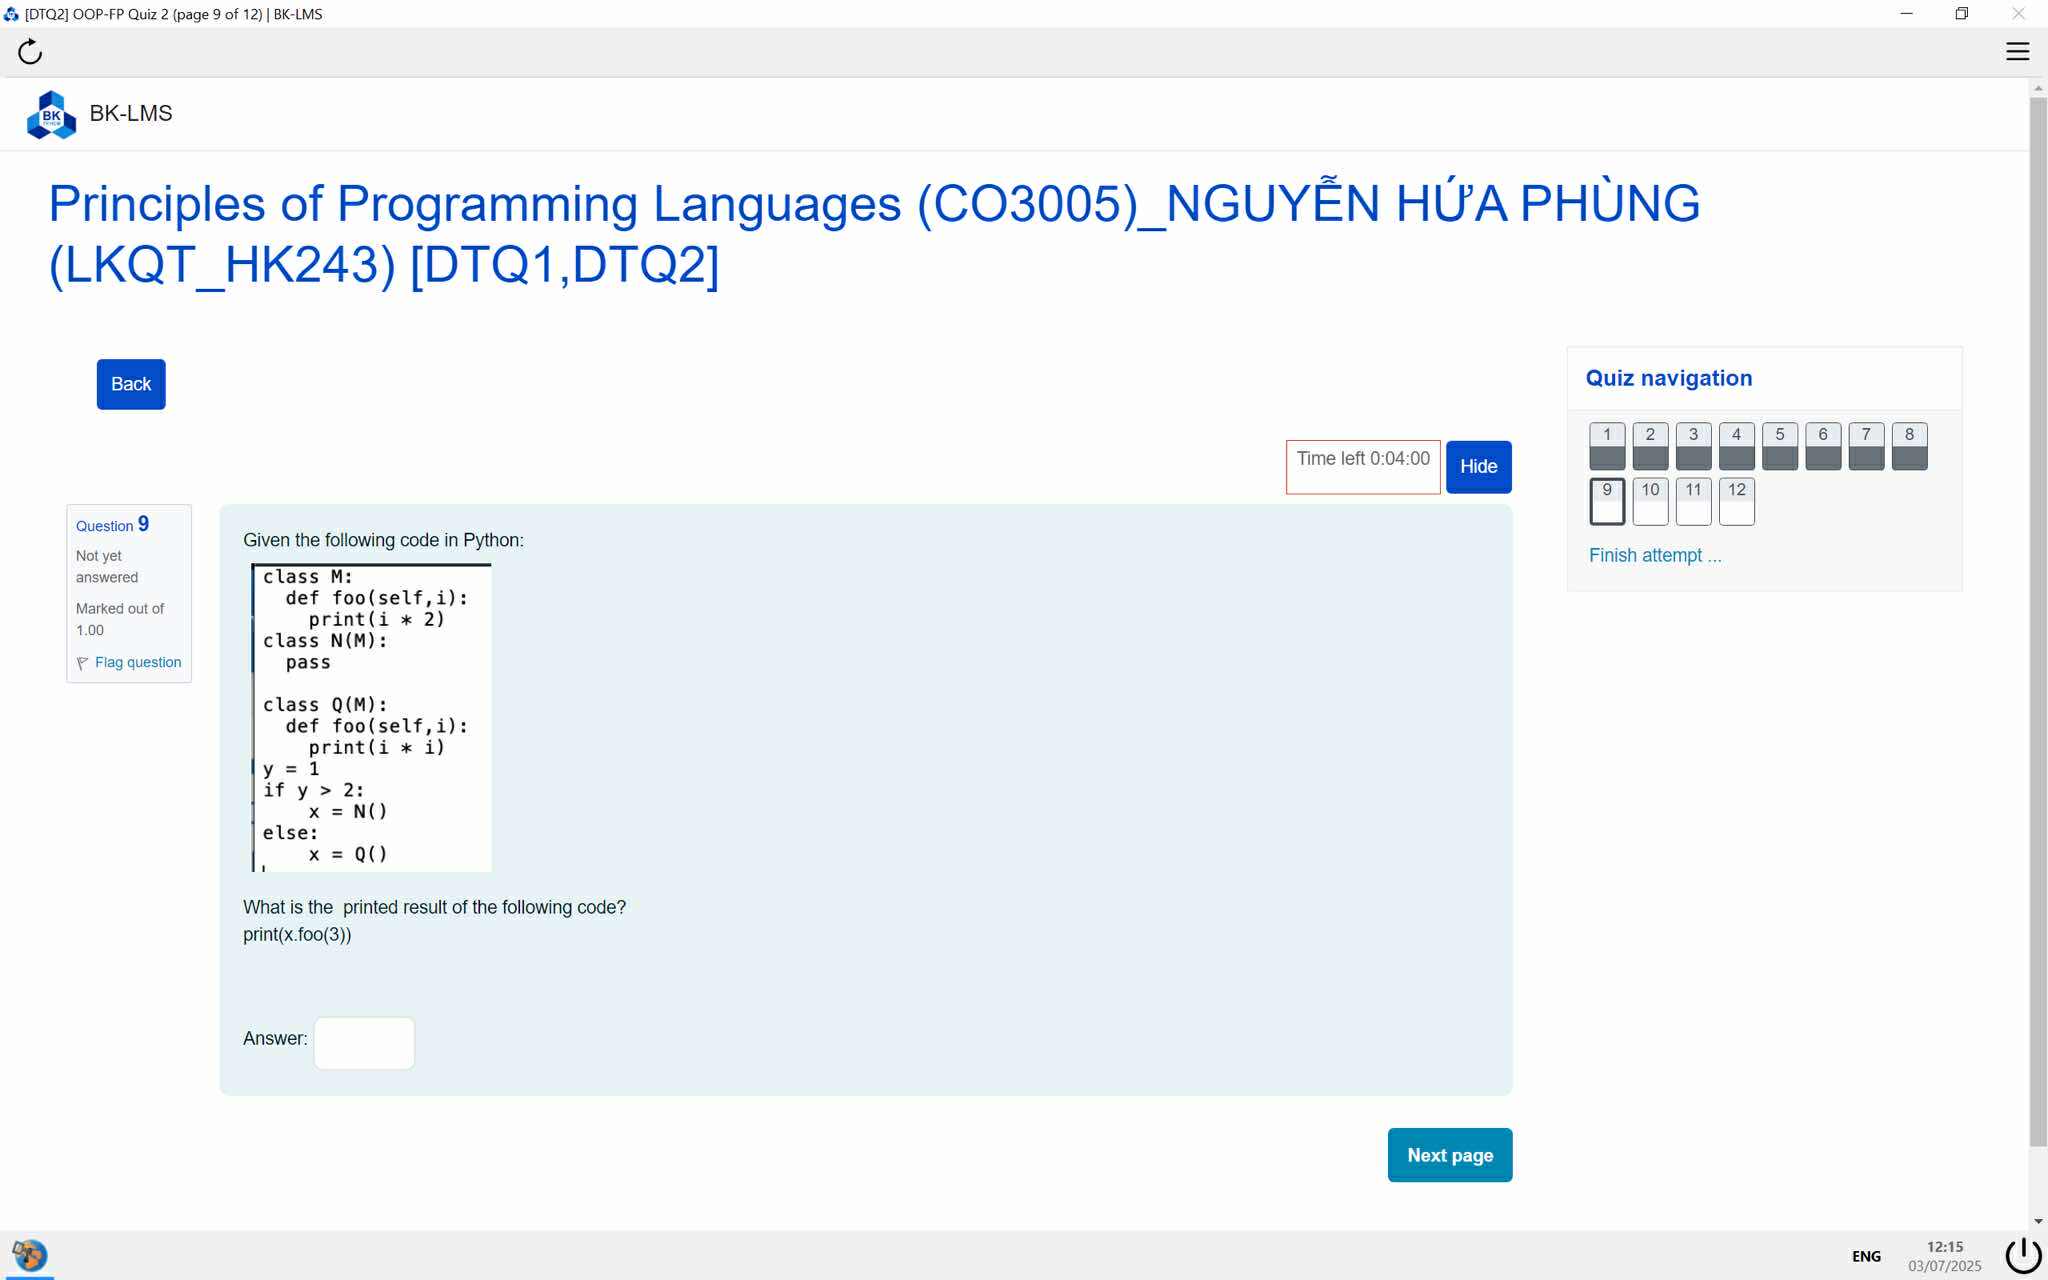 [DTQ2] OOP-FP Quiz 2 (page 9 of 12) | BK-LMS
BK
BK-LMS
Principles of Programming Languages (CO3005)_NGUYỄN HỨA PHÙNG
(LKQT_HK243) [DTQ1,DTQ2]
Back
Quiz navigation
1 2 3 4 5 6 7 8
9 10 11 12
Finish attempt ...
Time left 0:04:00
Hide
Question 9
Not yet
answered
Marked out of
1.00
Flag question
Given the following code in Python:
class M:
  def foo(self,i):
    print(i * 2)
class N(M):
  pass
class Q(M):
  def foo(self,i):
    print(i * i)
y = 1
if y > 2:
    x = N()
else:
    x = Q()
What is the  printed result of the following code?
print(x.foo(3))
Answer:
Next page
ENG
12:15
03/07/2025